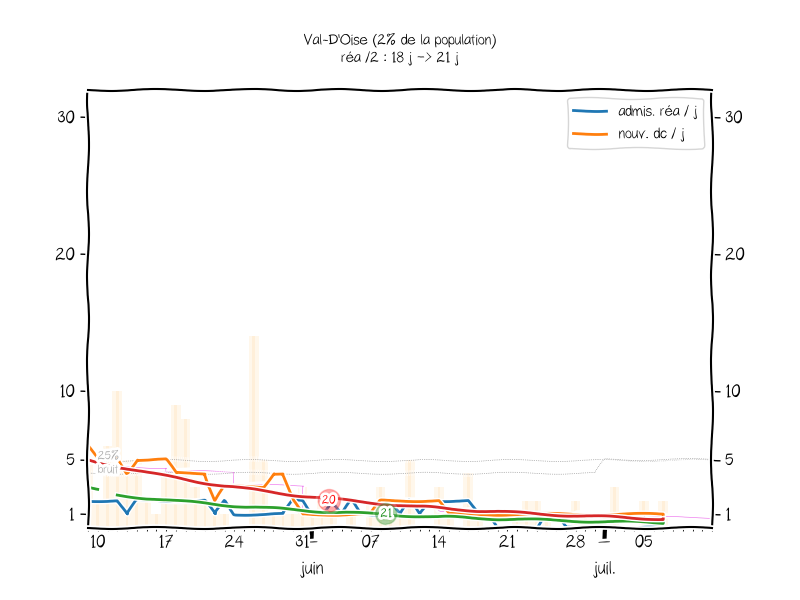 Val-D'Oise (2% de la population)
réa /2 : 18 j -> 21 j
admis. réa / j
nouv. dc / j
30
30
20
20
10
10
5
5
1
1
25%
bruit
20
21
10 17 24 31 07 14 21 28 05
juin juil.